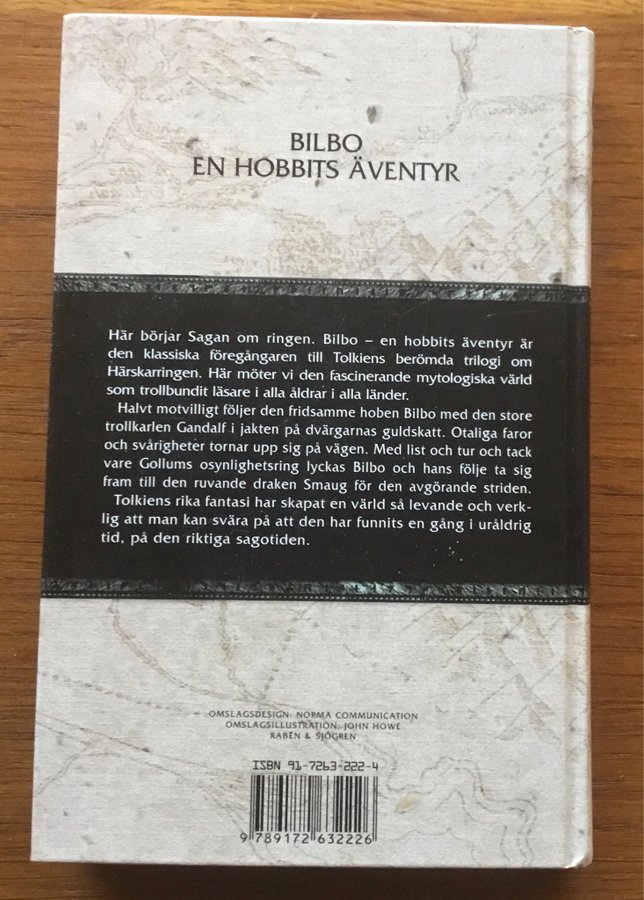 BILBO
EN HOBBITS ÄVENTYR
Här börjar Sagan om ringen. Bilbo – en hobbits äventyr är
den klassiska föregångaren till Tolkiens berömda trilogi om
Härskarringen. Här möter vi den fascinerande mytologiska värld
som trollbundit läsare i alla åldrar i alla länder.
Halvt motvilligt följer den fridsamme hoben Bilbo med den store
trollkarlen Gandalf i jakten på dvärgarnas guldskatt. Otaliga faror
och svårigheter tornar upp sig på vägen. Med list och tur och tack
vare Gollums osynlighetsring lyckas Bilbo och hans följe ta sig
fram till den ruvande draken Smaug för den avgörande striden.
Tolkiens rika fantasi har skapat en värld så levande och verk-
lig att man kan svära på att den har funnits en gång i uråldrig
tid, på den riktiga sagotiden.
OMSLAGSDESIGN: NORMA COMMUNICATION
OMSLAGSILLUSTRATION: JOHN HOWE
RABÉN & SJÖGREN
ISBN 91-7263-222-4
9 789172 632226